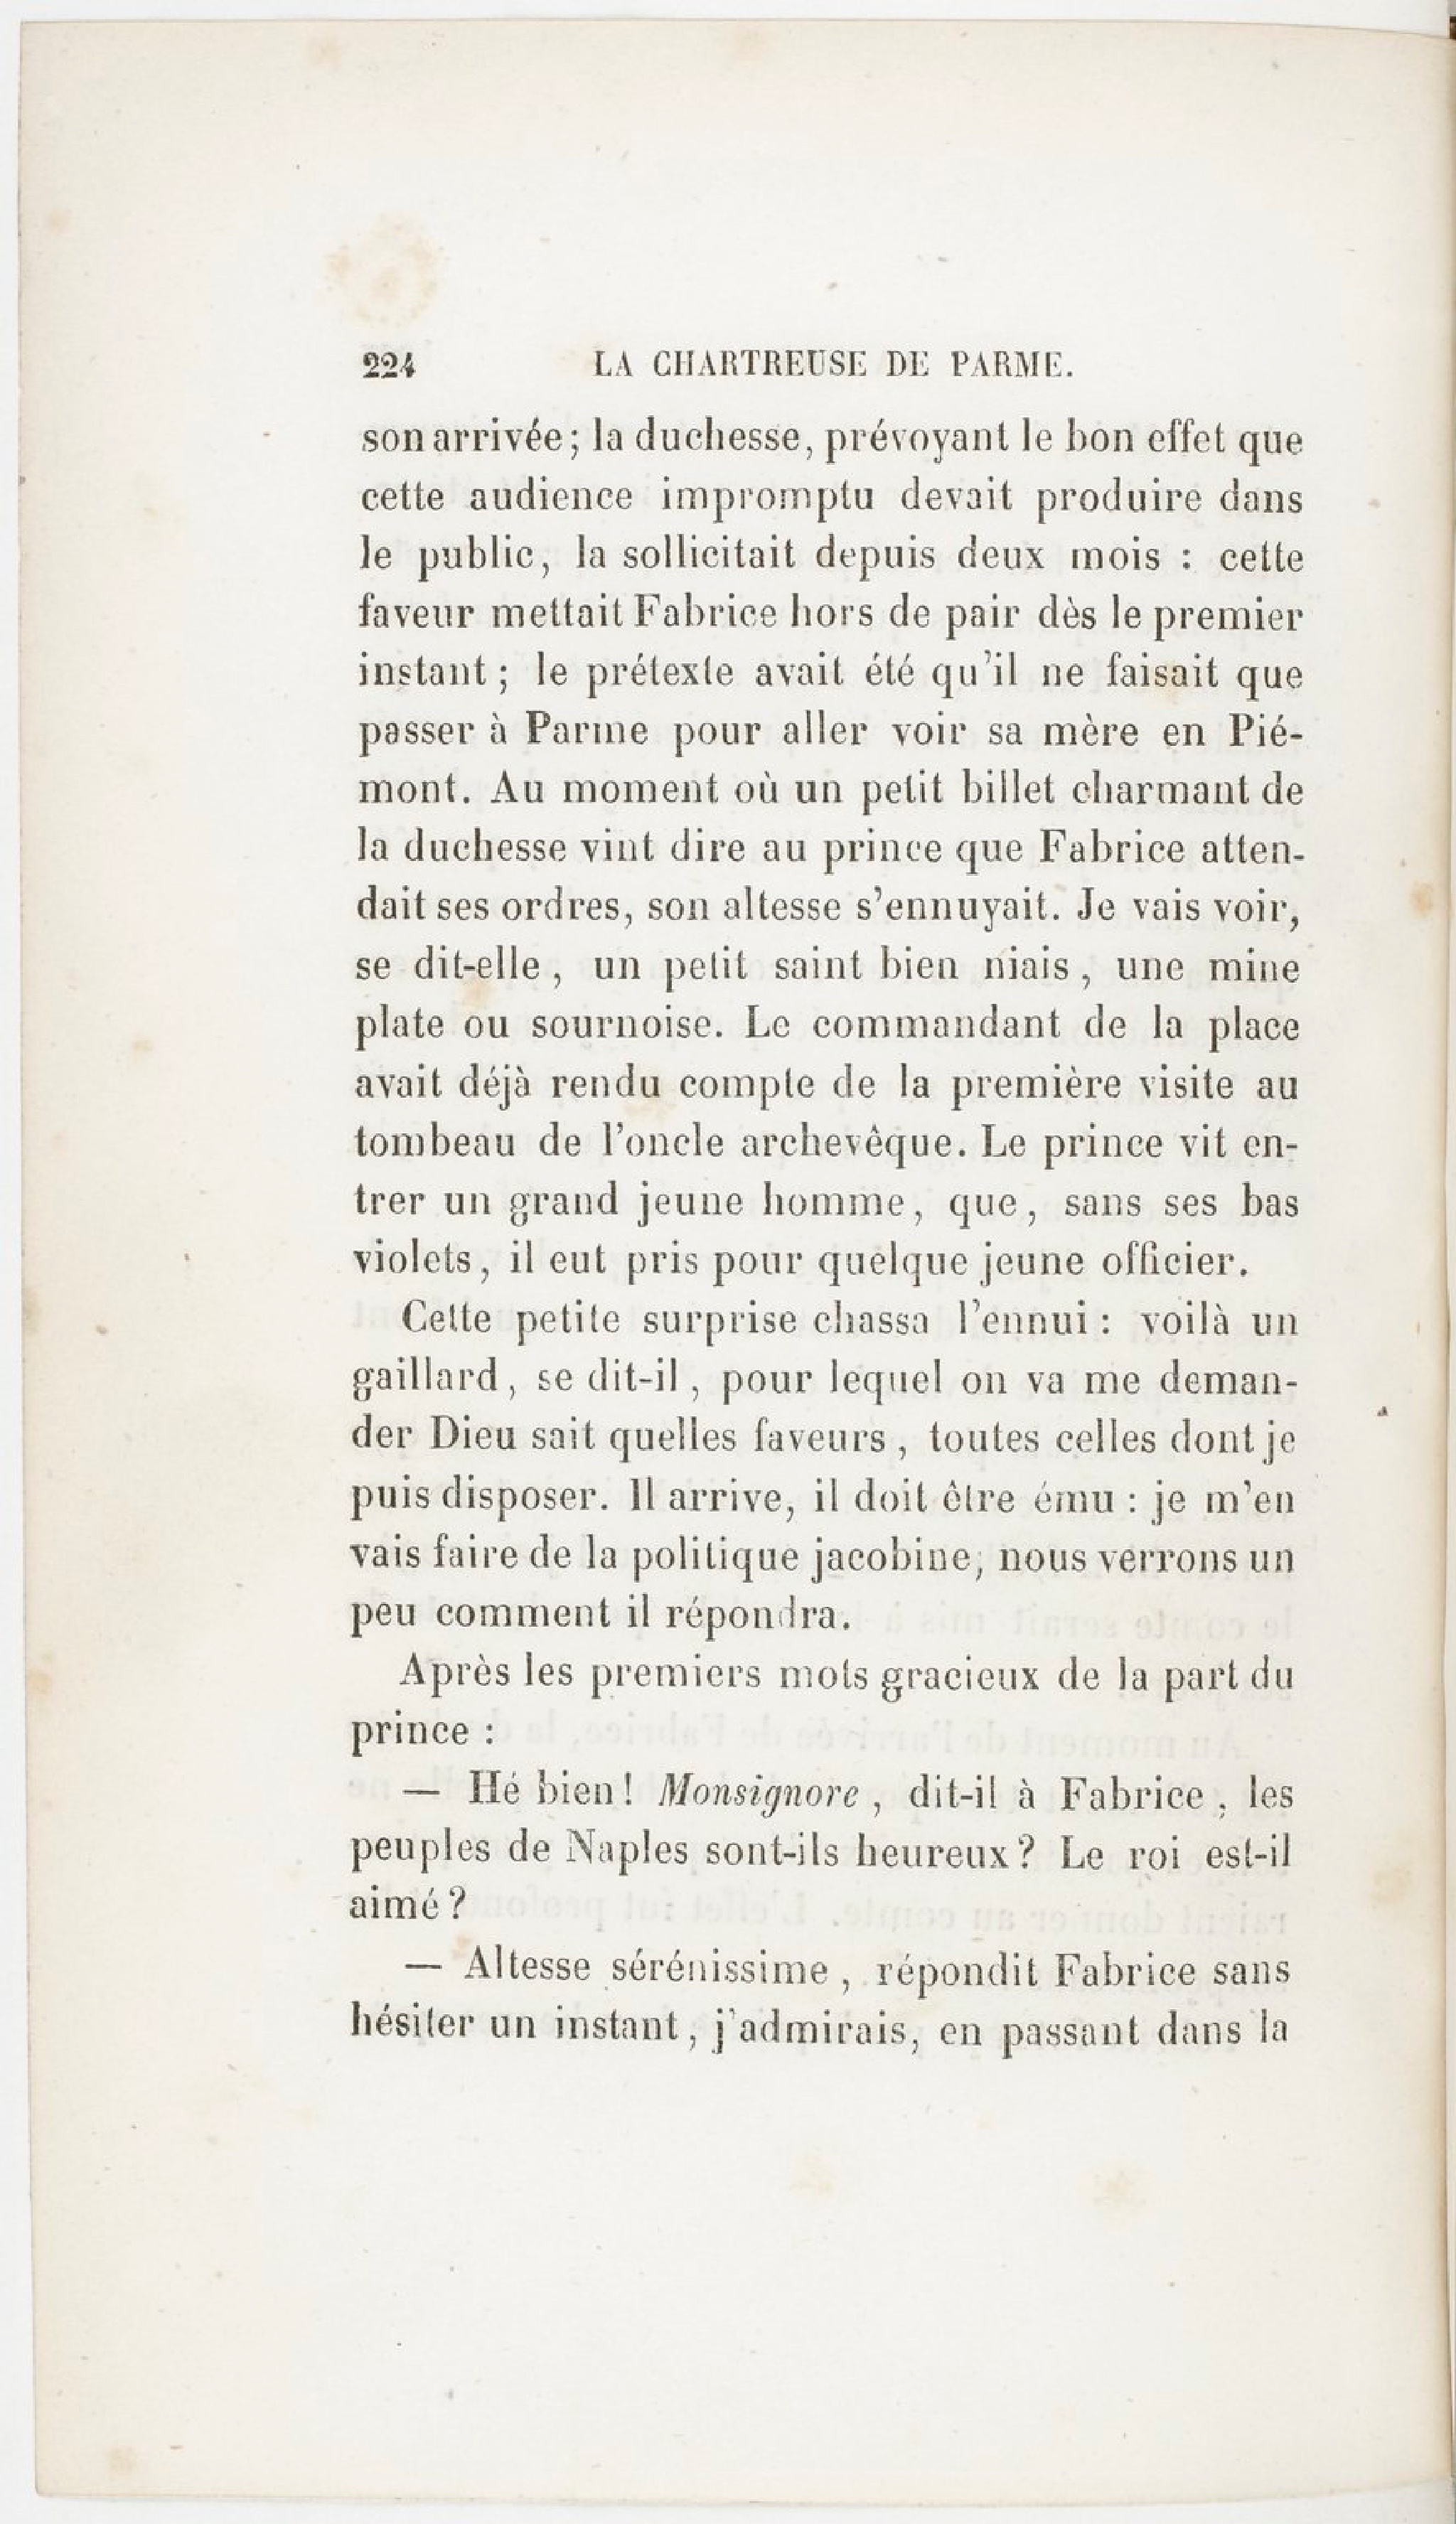 224 LA CHARTREUSE DE PARME.
son arrivée; la duchesse, prévoyant le bon effet que
cette audience impromptu devait produire dans
le public, la sollicitait depuis deux mois : cette
faveur mettait Fabrice hors de pair dès le premier
instant ; le prétexte avait été qu'il ne faisait que
passer à Parme pour aller voir sa mère en Pié-
mont. Au moment où un petit billet charmant de
la duchesse vint dire au prince que Fabrice atten-
dait ses ordres, son altesse s'ennuyait. Je vais voir,
se dit-elle, un petit saint bien niais, une mine
plate ou sournoise. Le commandant de la place
avait déjà rendu compte de la première visite au
tombeau de l'oncle archevêque. Le prince vit en-
trer un grand jeune homme, que, sans ses bas
violets, il eut pris pour quelque jeune officier.
Cette petite surprise chassa l'ennui : voilà un
gaillard, se dit-il, pour lequel on va me deman-
der Dieu sait quelles faveurs, toutes celles dont je
puis disposer. Il arrive, il doit être ému : je m'en
vais faire de la politique jacobine; nous verrons un
peu comment il répondra.
Après les premiers mots gracieux de la part du
prince :
— Hé bien! Monsignore, dit-il à Fabrice, les
peuples de Naples sont-ils heureux? Le roi est-il
aimé?
— Altesse sérénissime, répondit Fabrice sans
hésiter un instant, j'admirais, en passant dans la